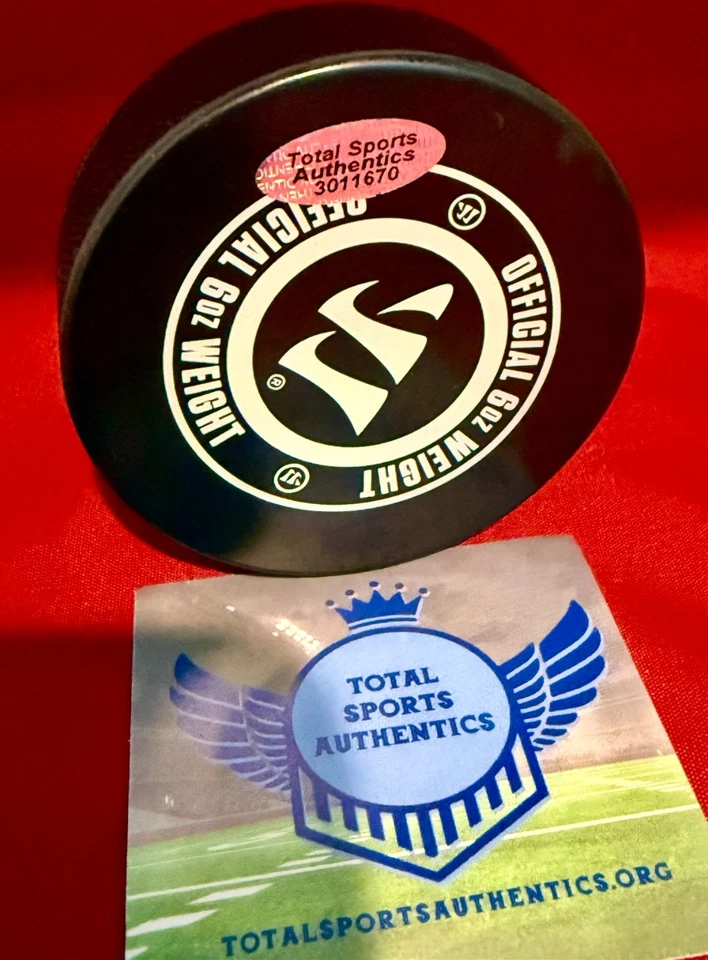 Total Sports
Authentics
3011670
OFFICIAL 6oz WEIGHT
OFFICIAL 6oz WEIGHT
®
TOTAL
SPORTS
AUTHENTICS
TOTALSPORTSAUTHENTICS.ORG